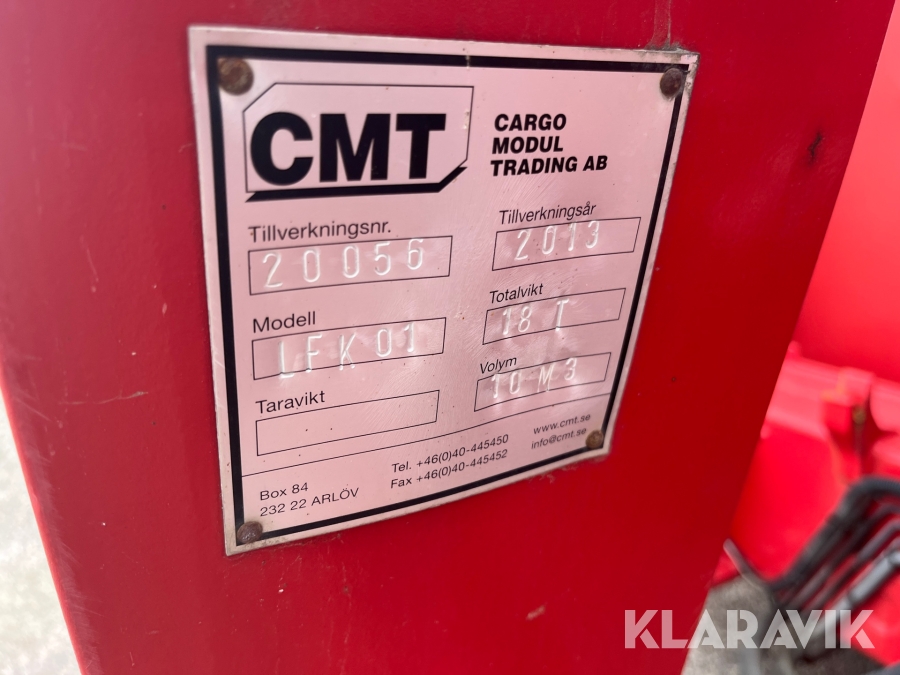 CMT
CARGO
MODUL
TRADING AB
Tillverkningsnr.
20056
Tillverkningsår
2013
Modell
LFK01
Totalvikt
18 T
Taravikt
Volym
10 M3
Box 84
232 22 ARLÖV
Tel. +46(0)40-445450
Fax +46(0)40-445452
www.cmt.se
info@cmt.se
KLARAVIK